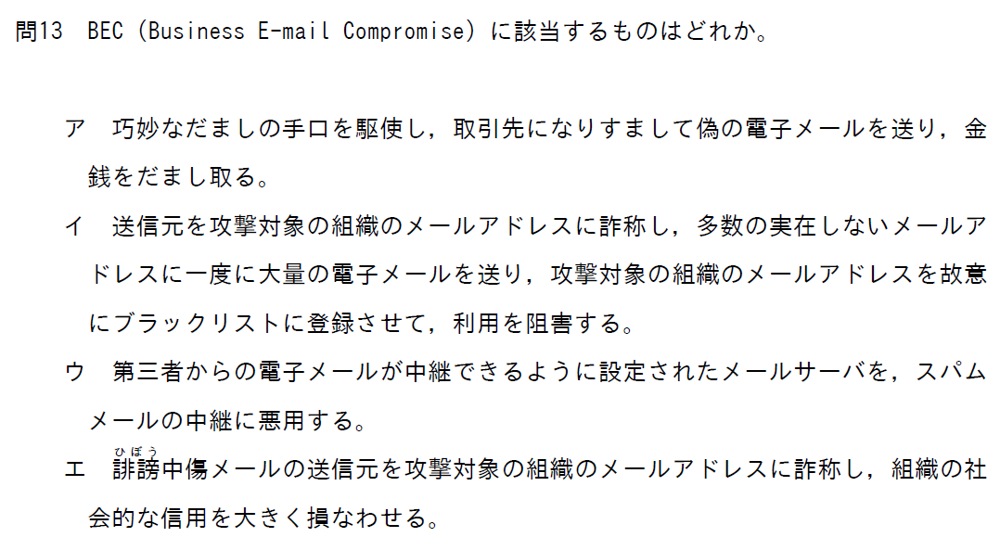 問13 BEC (Business E-mail Compromise) に該当するものはどれか。
ア 巧妙なだましの手口を駆使し，取引先になりすまして偽の電子メールを送り，金
銭をだまし取る。
イ 送信元を攻撃対象の組織のメールアドレスに詐称し，多数の実在しないメールア
ドレスに一度に大量の電子メールを送り，攻撃対象の組織のメールアドレスを故意
にブラックリストに登録させて，利用を阻害する。
ウ 第三者からの電子メールが中継できるように設定されたメールサーバを，スパム
メールの中継に悪用する。
ひぼう
エ 誹謗中傷メールの送信元を攻撃対象の組織のメールアドレスに詐称し，組織の社
会的な信用を大きく損なわせる。